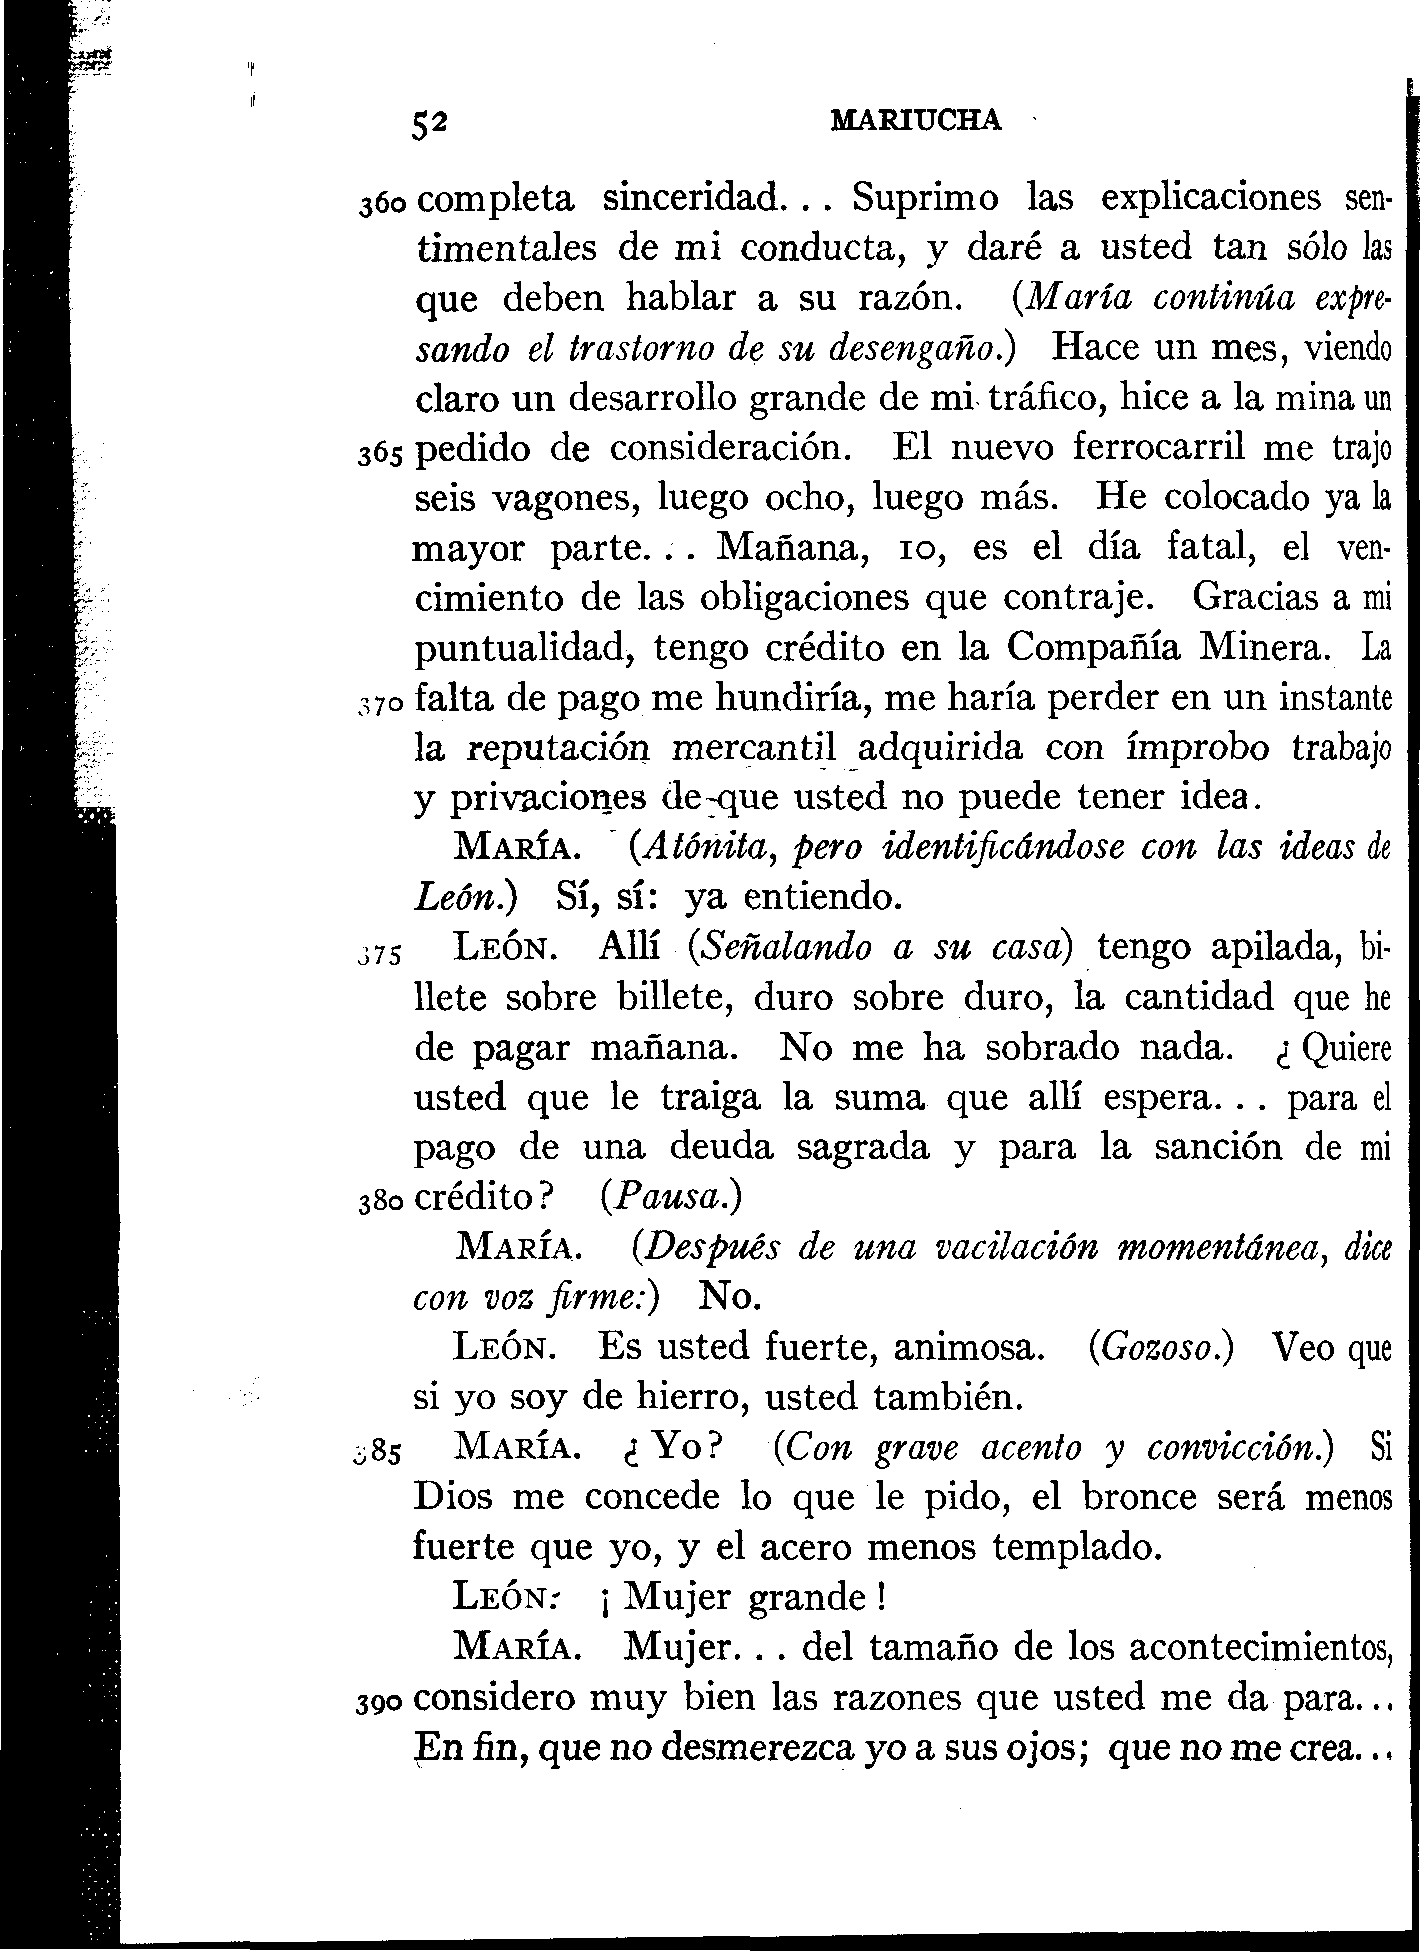 52 MARIUCHA
360 completa sinceridad. . . Suprimo las explicaciones sen-
timentales de mi conducta, y daré a usted tan sólo las
que deben hablar a su razón. (María continúa expre-
sando el trastorno de su desengaño.) Hace un mes, viendo
claro un desarrollo grande de mi tráfico, hice a la mina un
365 pedido de consideración. El nuevo ferrocarril me trajo
seis vagones, luego ocho, luego más. He colocado ya la
mayor parte. . . Mañana, 10, es el día fatal, el ven-
cimiento de las obligaciones que contraje. Gracias a mi
puntualidad, tengo crédito en la Compañía Minera. La
370 falta de pago me hundiría, me haría perder en un instante
la reputación mercantil adquirida con ímprobo trabajo
y privaciones de que usted no puede tener idea.
MARÍA. (Atónita, pero identificándose con las ideas de
León.) Sí, sí: ya entiendo.
375 LEÓN. Allí (Señalando a su casa) tengo apilada, bi-
llete sobre billete, duro sobre duro, la cantidad que he
de pagar mañana. No me ha sobrado nada. ¿ Quiere
usted que le traiga la suma que allí espera. . . para el
pago de una deuda sagrada y para la sanción de mi
380 crédito? (Pausa.)
MARÍA. (Después de una vacilación momentánea, dice
con voz firme:) No.
LEÓN. Es usted fuerte, animosa. (Gozoso.) Veo que
si yo soy de hierro, usted también.
385 MARÍA. ¿ Yo? (Con grave acento y convicción.) Si
Dios me concede lo que le pido, el bronce será menos
fuerte que yo, y el acero menos templado.
LEÓN. ¡ Mujer grande !
MARÍA. Mujer. . . del tamaño de los acontecimientos,
390 considero muy bien las razones que usted me da para. . .
En fin, que no desmerezca yo a sus ojos; que no me crea. . .